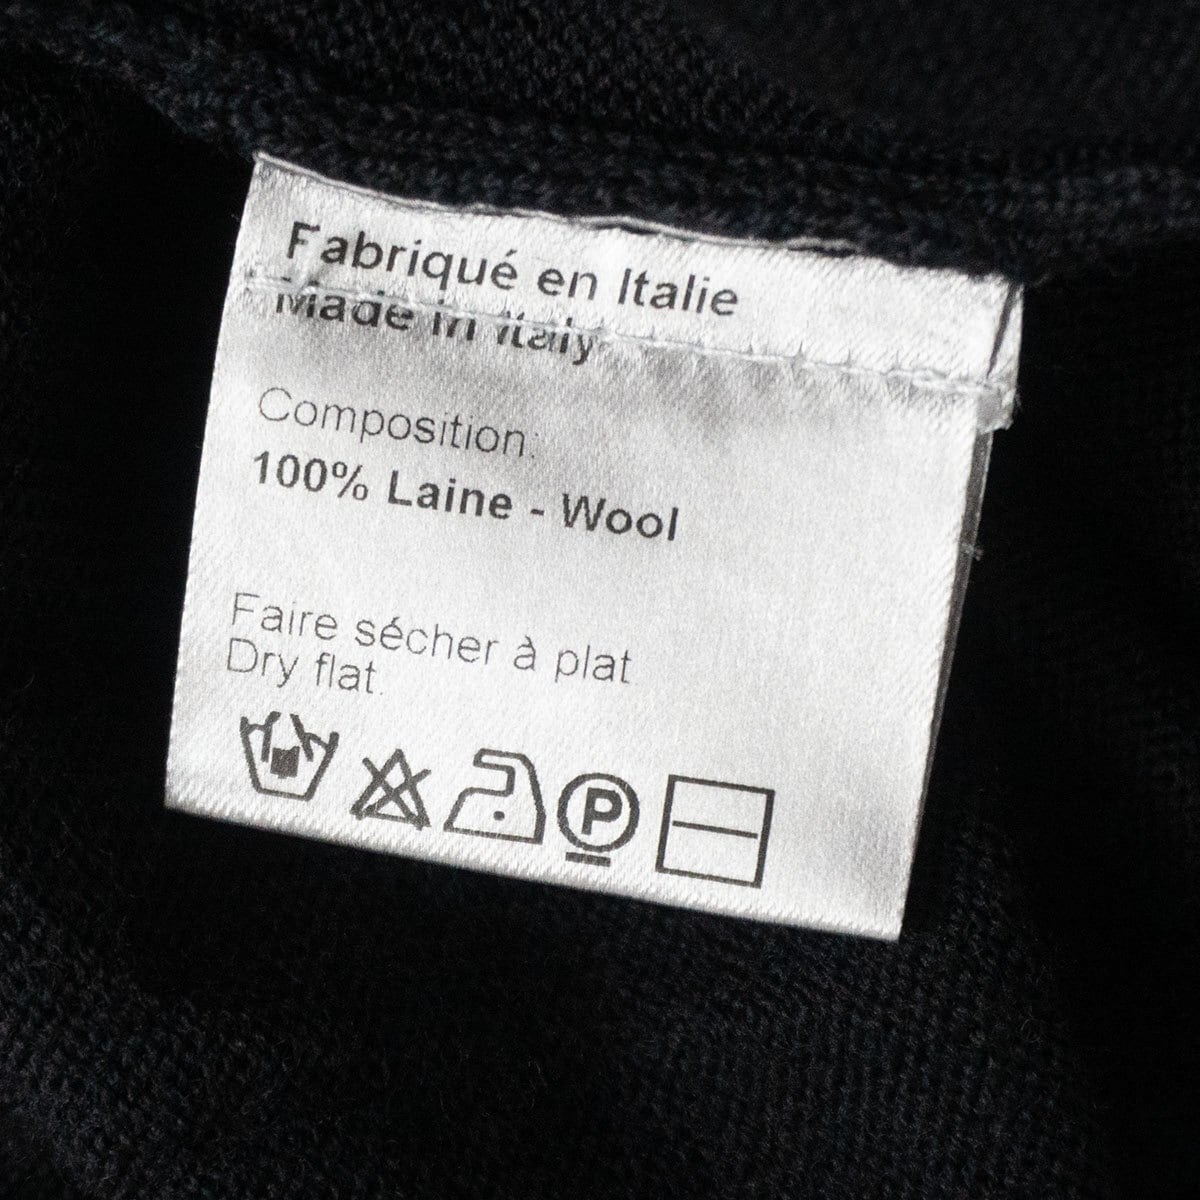 Fabriqué en Italie
Made in Italy
Composition:
100% Laine - Wool
Faire sécher à plat
Dry flat.
P